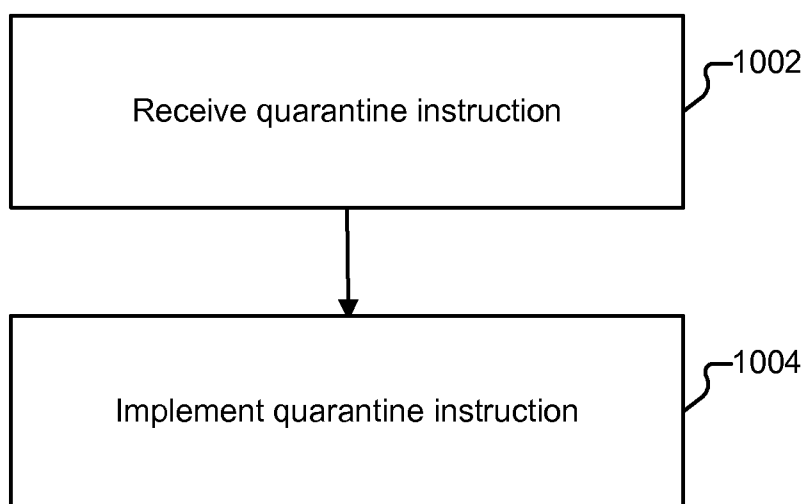 Receive quarantine instruction
1002
Implement quarantine instruction
1004